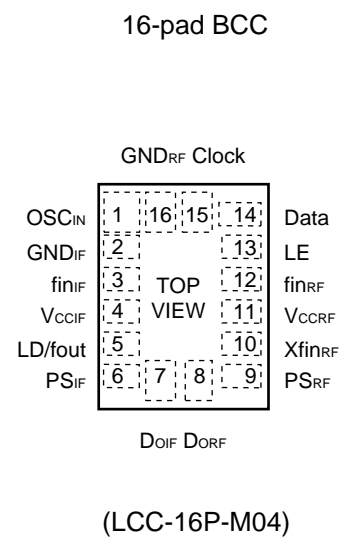 16-pad BCC
GNDRF Clock
OSCIN 1 16 15 14 Data
GNDIF 2 13 LE
finIF 3 TOP 12 finRF
VCCIF 4 VIEW 11 VCCRF
LD/fout 5 10 XfinRF
PSIF 6 7 8 9 PSRF
DOIF DORF
(LCC-16P-M04)